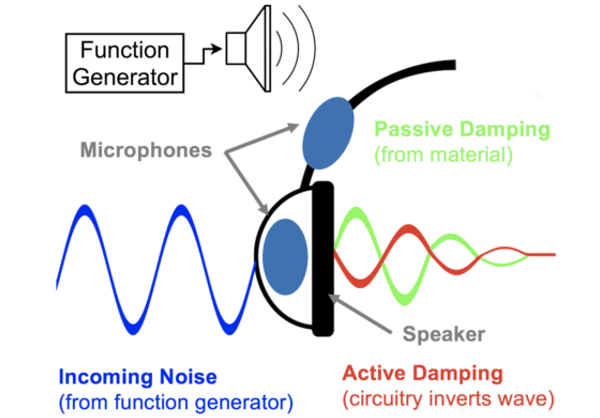 Function
Generator
Microphones
Passive Damping
(from material)
Speaker
Incoming Noise
(from function generator)
Active Damping
(circuitry inverts wave)